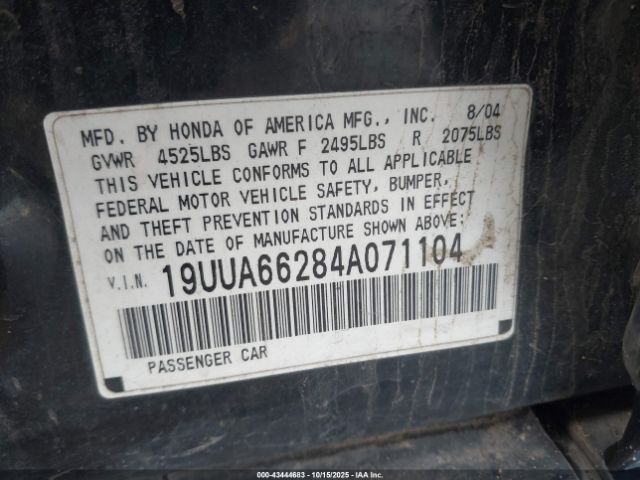 MFD. BY HONDA OF AMERICA MFG., INC. 8/04
GVWR 4525LBS GAWR F 2495LBS R 2075LBS
THIS VEHICLE CONFORMS TO ALL APPLICABLE
FEDERAL MOTOR VEHICLE SAFETY, BUMPER,
AND THEFT PREVENTION STANDARDS IN EFFECT
ON THE DATE OF MANUFACTURE SHOWN ABOVE:
V.I.N. 19UUA66284A071104
PASSENGER CAR
© - 43444683 - 10/15/2025 - IAA Inc.